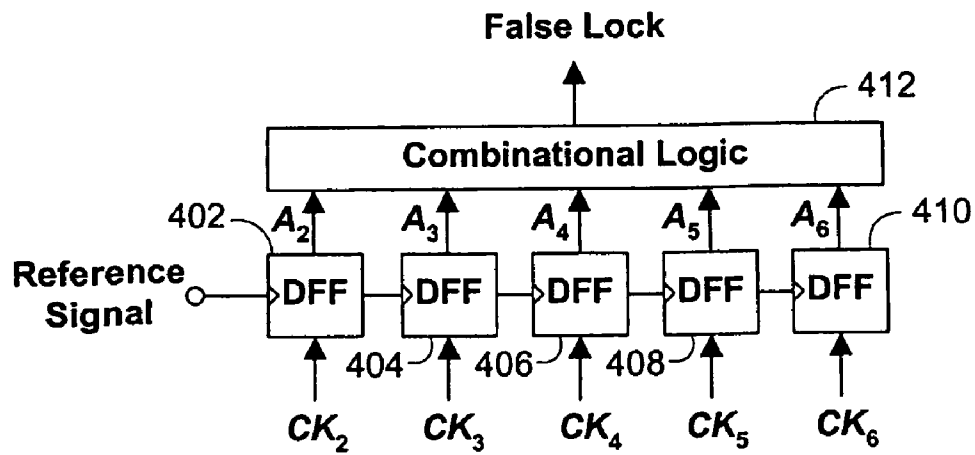 False Lock
412
Combinational Logic
402 A2 A3 A4 A5 A6 410
Reference
Signal
DFF DFF DFF DFF DFF
404 406 408
CK2 CK3 CK4 CK5 CK6